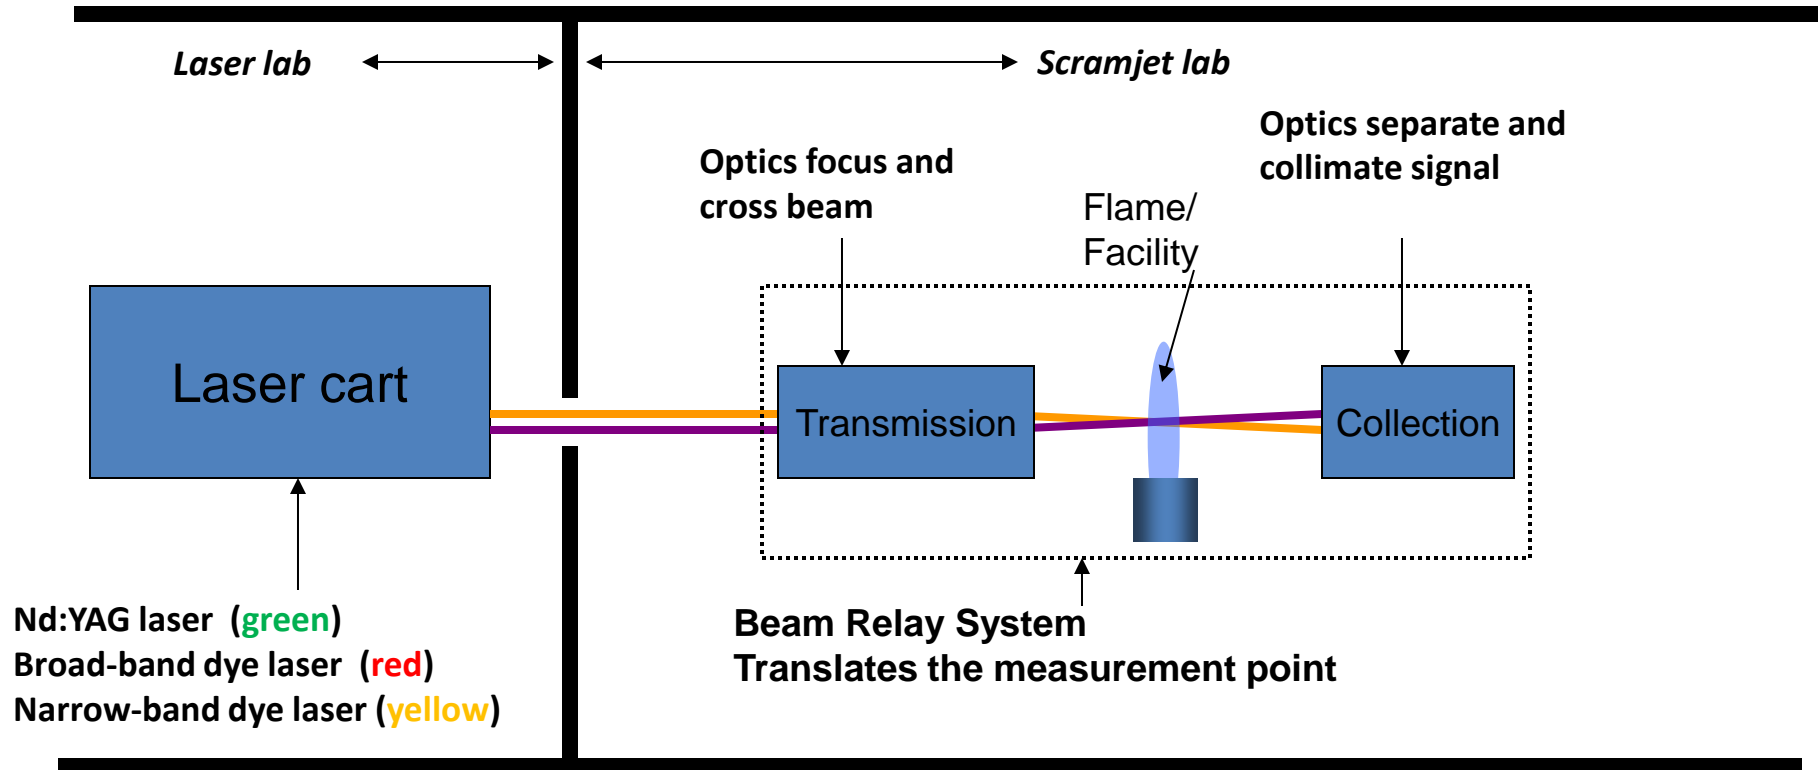 Laser lab
Scramjet lab
Optics separate and
collimate signal
Optics focus and
cross beam
Flame/
Facility
Laser cart
Transmission
Collection
Nd:YAG laser  (green)
Broad-band dye laser  (red)
Narrow-band dye laser (yellow)
Beam Relay System
Translates the measurement point